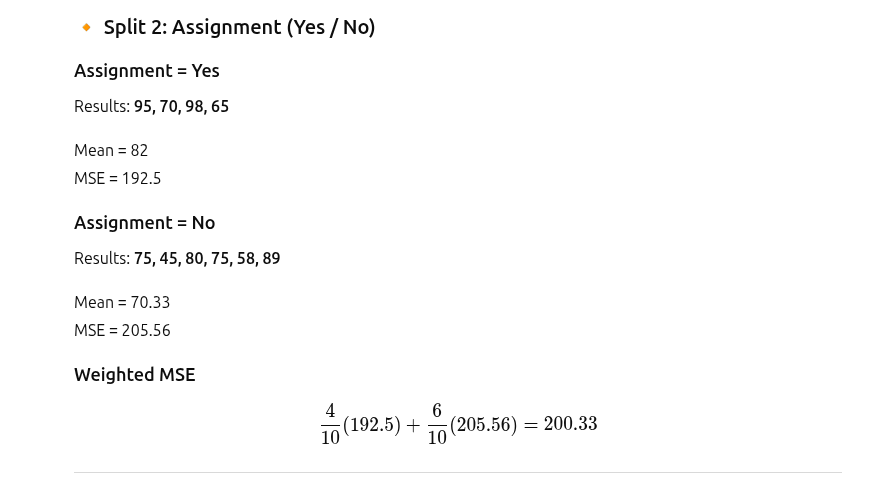 🔸 Split 2: Assignment (Yes / No)
Assignment = Yes
Results: 95, 70, 98, 65
Mean = 82
MSE = 192.5
Assignment = No
Results: 75, 45, 80, 75, 58, 89
Mean = 70.33
MSE = 205.56
Weighted MSE
4/10(192.5) + 6/10(205.56) = 200.33